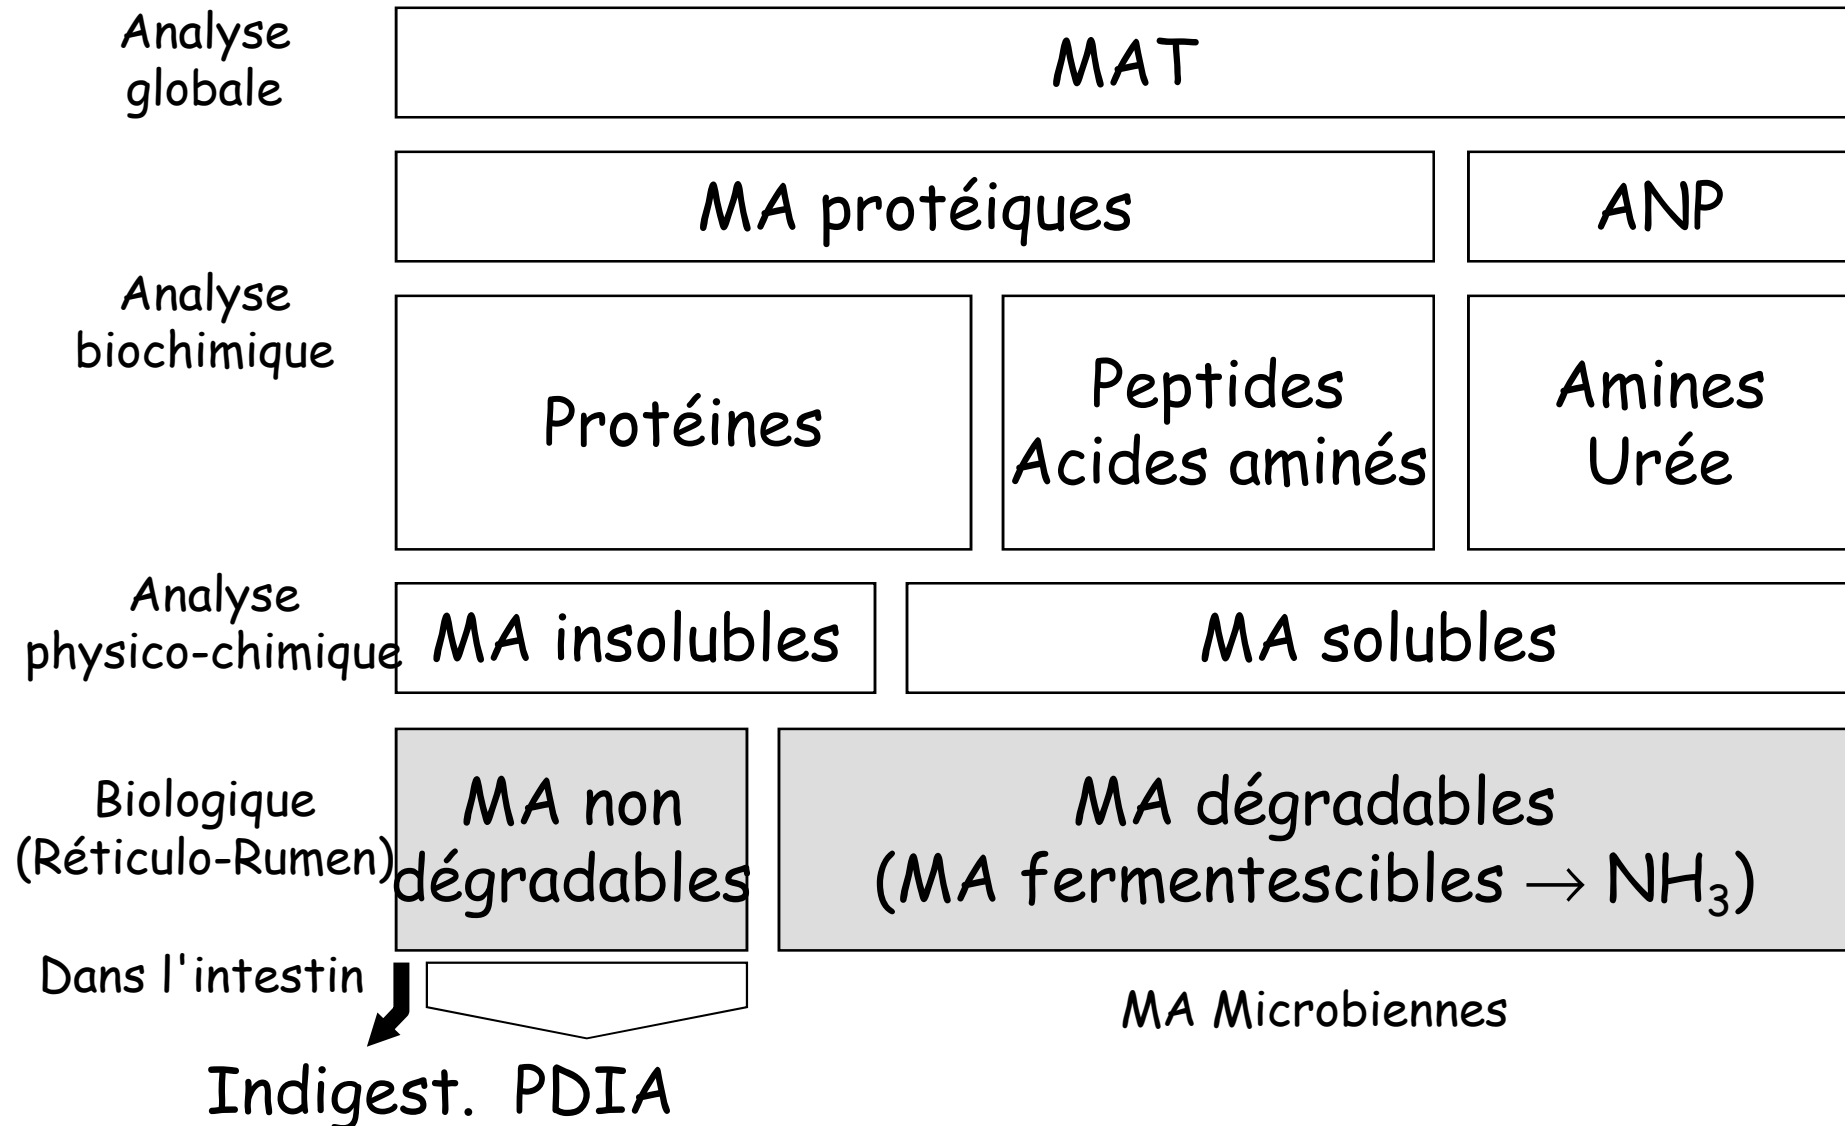 Analyse
globale
MAT
MA protéiques
ANP
Analyse
biochimique
Protéines
Peptides
Acides aminés
Amines
Urée
Analyse
physico-chimique
MA insolubles
MA solubles
Biologique
(Réticulo-Rumen)
MA non
dégradables
MA dégradables
(MA fermentescibles → NH₃)
Dans l'intestin
MA Microbiennes
Indigest.
PDIA